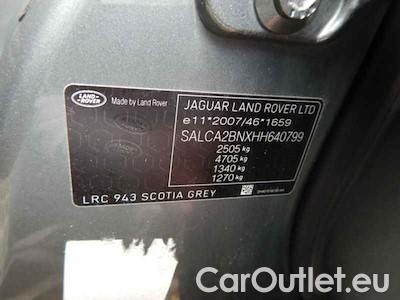 LAND-
ROVER
Made by Land Rover
JAGUAR LAND ROVER LTD
e11*2007/46*1659
SALCA2BNXHH640799
2505 kg
4705 kg
1340 kg
1270 kg
LRC 943 SCOTIA GREY
CarOutlet.eu